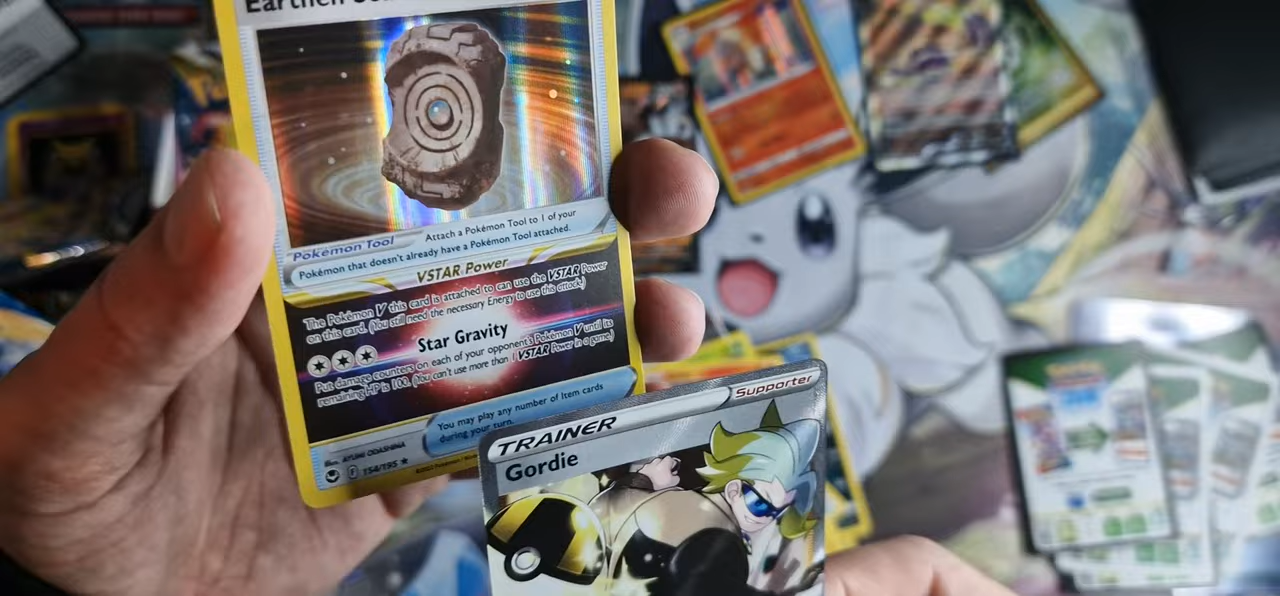 Earthen
Pokémon Tool
Attach a Pokémon Tool to 1 of your
Pokémon that doesn't already have a Pokémon Tool attached.
VSTAR Power
The Pokémon V this card is attached to can use the VSTAR Power
on this card. (You still need the necessary Energy to use this attack.)
Star Gravity
Put damage counters on each of your opponent's Pokémon V until its
remaining HP is 100. (You can't use more than 1 VSTAR Power in a game.)
You may play any number of Item cards
during your turn.
Illus. AYUMI ODASHIMA
154/195
Supporter
TRAINER
Gordie